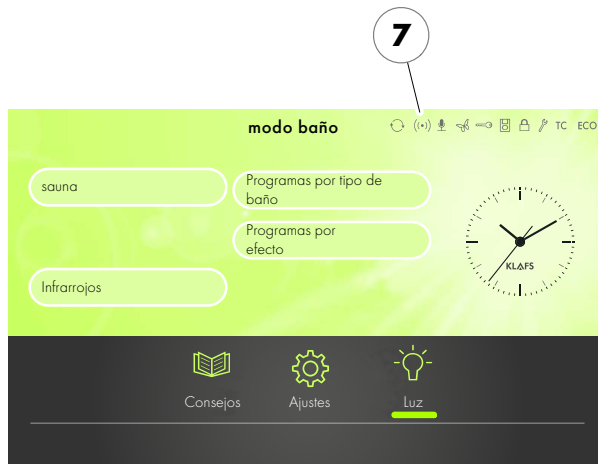 7
modo baño
TC ECO
sauna
Programas por tipo de
baño
Programas por
efecto
Infrarrojos
KLAFS
Consejos
Ajustes
Luz